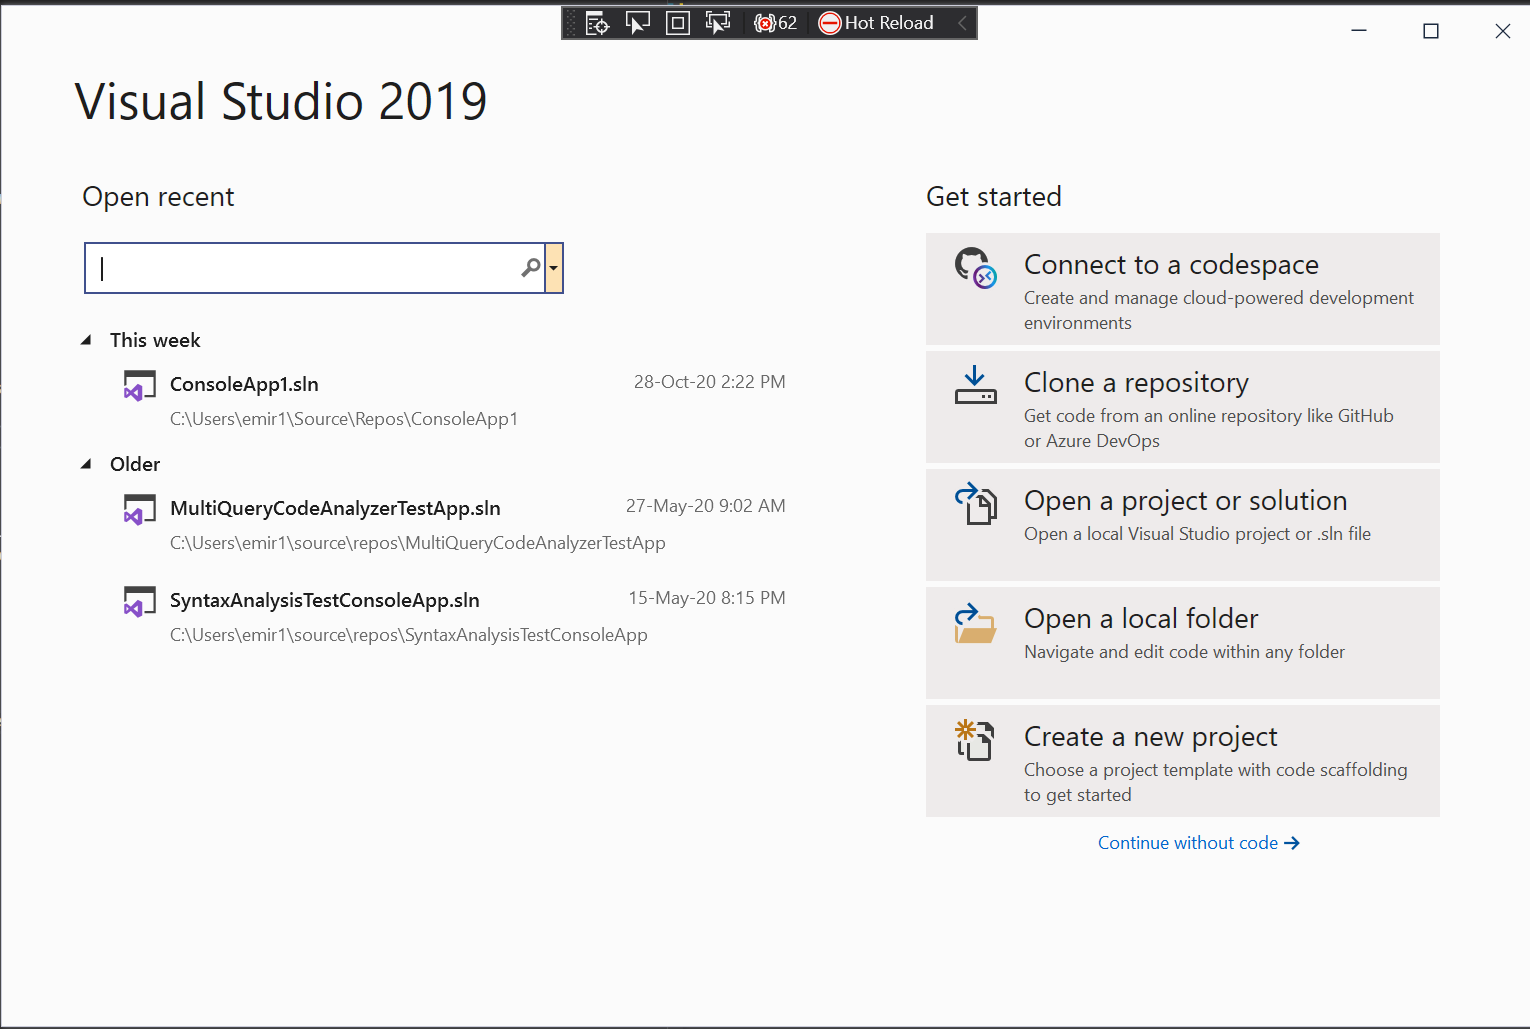 62 Hot Reload
Visual Studio 2019
Open recent
This week
ConsoleApp1.sln 28-Oct-20 2:22 PM
C:\Users\emir1\Source\Repos\ConsoleApp1
Older
MultiQueryCodeAnalyzerTestApp.sln 27-May-20 9:02 AM
C:\Users\emir1\source\repos\MultiQueryCodeAnalyzerTestApp
SyntaxAnalysisTestConsoleApp.sln 15-May-20 8:15 PM
C:\Users\emir1\source\repos\SyntaxAnalysisTestConsoleApp
Get started
Connect to a codespace
Create and manage cloud-powered development
environments
Clone a repository
Get code from an online repository like GitHub
or Azure DevOps
Open a project or solution
Open a local Visual Studio project or .sln file
Open a local folder
Navigate and edit code within any folder
Create a new project
Choose a project template with code scaffolding
to get started
Continue without code →